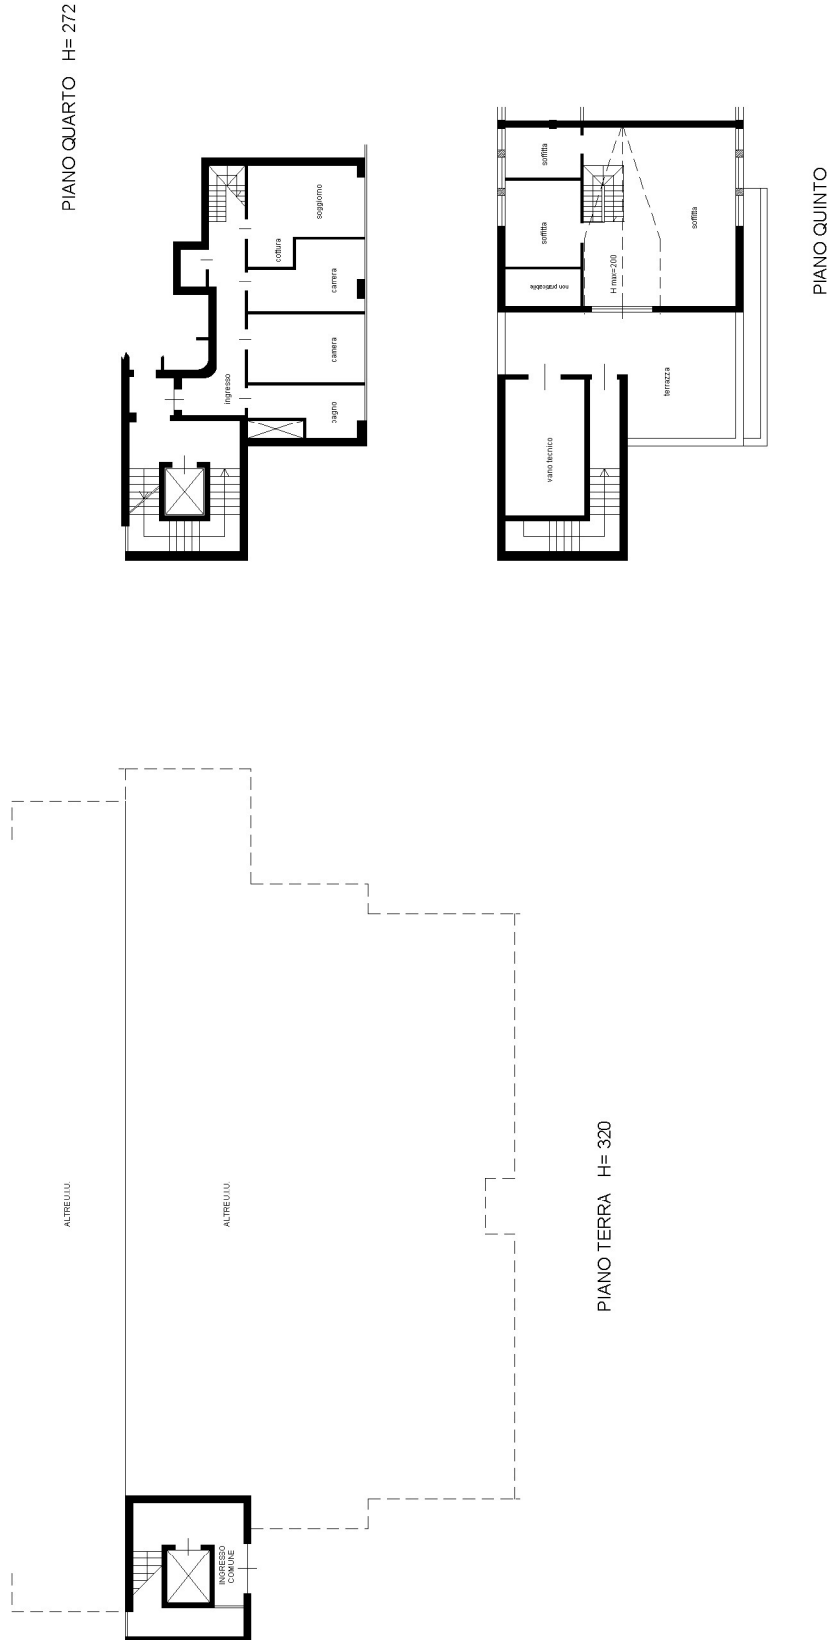 PIANO QUARTO H= 272
soggiorno
cottura
camera
camera
ingresso
bagno
PIANO QUINTO
soffitta
soffitta
soffitta
H max=200
non praticabile
terrazza
vano tecnico
PIANO TERRA H= 320
ALTRE U.I.U.
ALTRE U.I.U.
INGRESSO
COMUNE